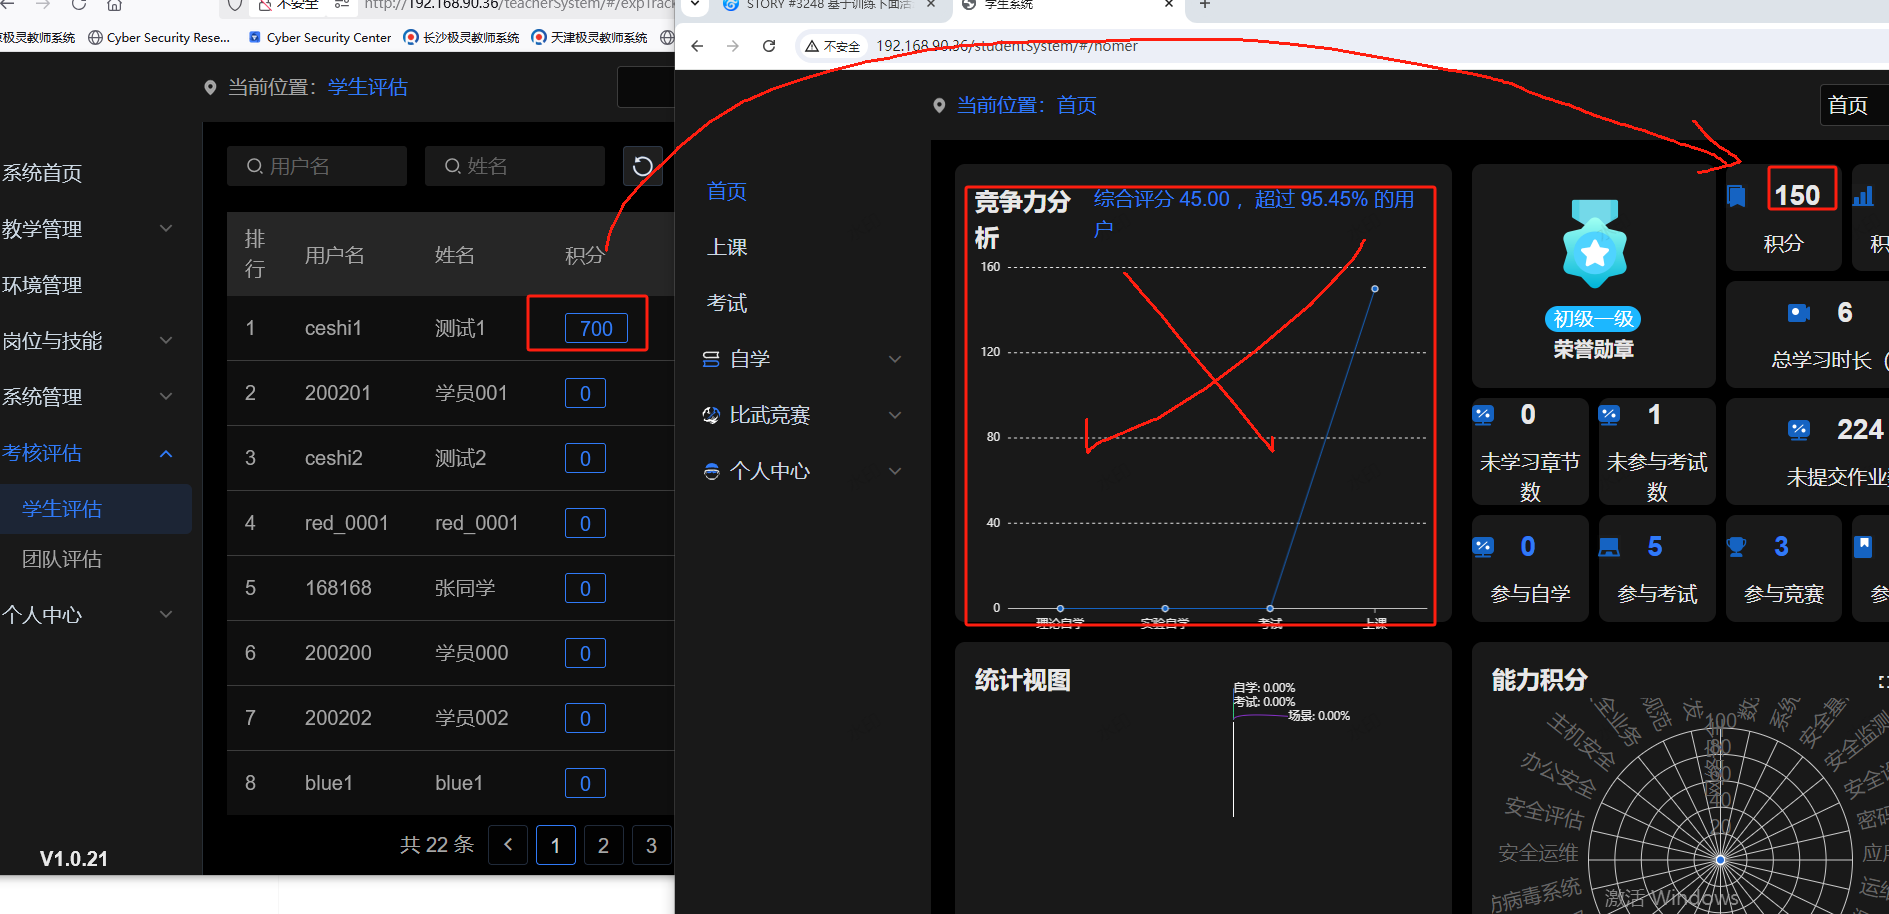 不安全
http://192.168.90.36/teacherSystem/#/expTrack
极灵教师系统
Cyber Security Rese...
Cyber Security Center
长沙极灵教师系统
天津极灵教师系统
当前位置：学生评估
系统首页
教学管理
环境管理
岗位与技能
系统管理
考核评估
学生评估
团队评估
个人中心
V1.0.21
用户名
姓名
排行
用户名
姓名
积分
1 ceshi1 测试1 700
2 200201 学员001 0
3 ceshi2 测试2 0
4 red_0001 red_0001 0
5 168168 张同学 0
6 200200 学员000 0
7 200202 学员002 0
8 blue1 blue1 0
共 22 条 1 2 3
STORY #3248 基于训练下面活
学生系统
不安全
192.168.90.36/studentSystem/#/homer
当前位置：首页
首页
首页
上课
考试
自学
比武竞赛
个人中心
竞争力分
析
综合评分 45.00 ，超过 95.45% 的用
户
160
120
80
40
0
理论自学 实验自学 考试 上课
初级一级
荣誉勋章
150
积分
积
6
总学习时长（
0
未学习章节
数
1
未参与考试
数
224
未提交作业
0
参与自学
5
参与考试
3
参与竞赛
参
统计视图
自学: 0.00%
考试: 0.00%
场景: 0.00%
能力积分
100
80
60
40
20
主机安全
办公安全
安全评估
安全运维
防病毒系统
全业务
规范
发
数
系统
安全基
安全监测
安全
密码
应用
运维
激活 Windows